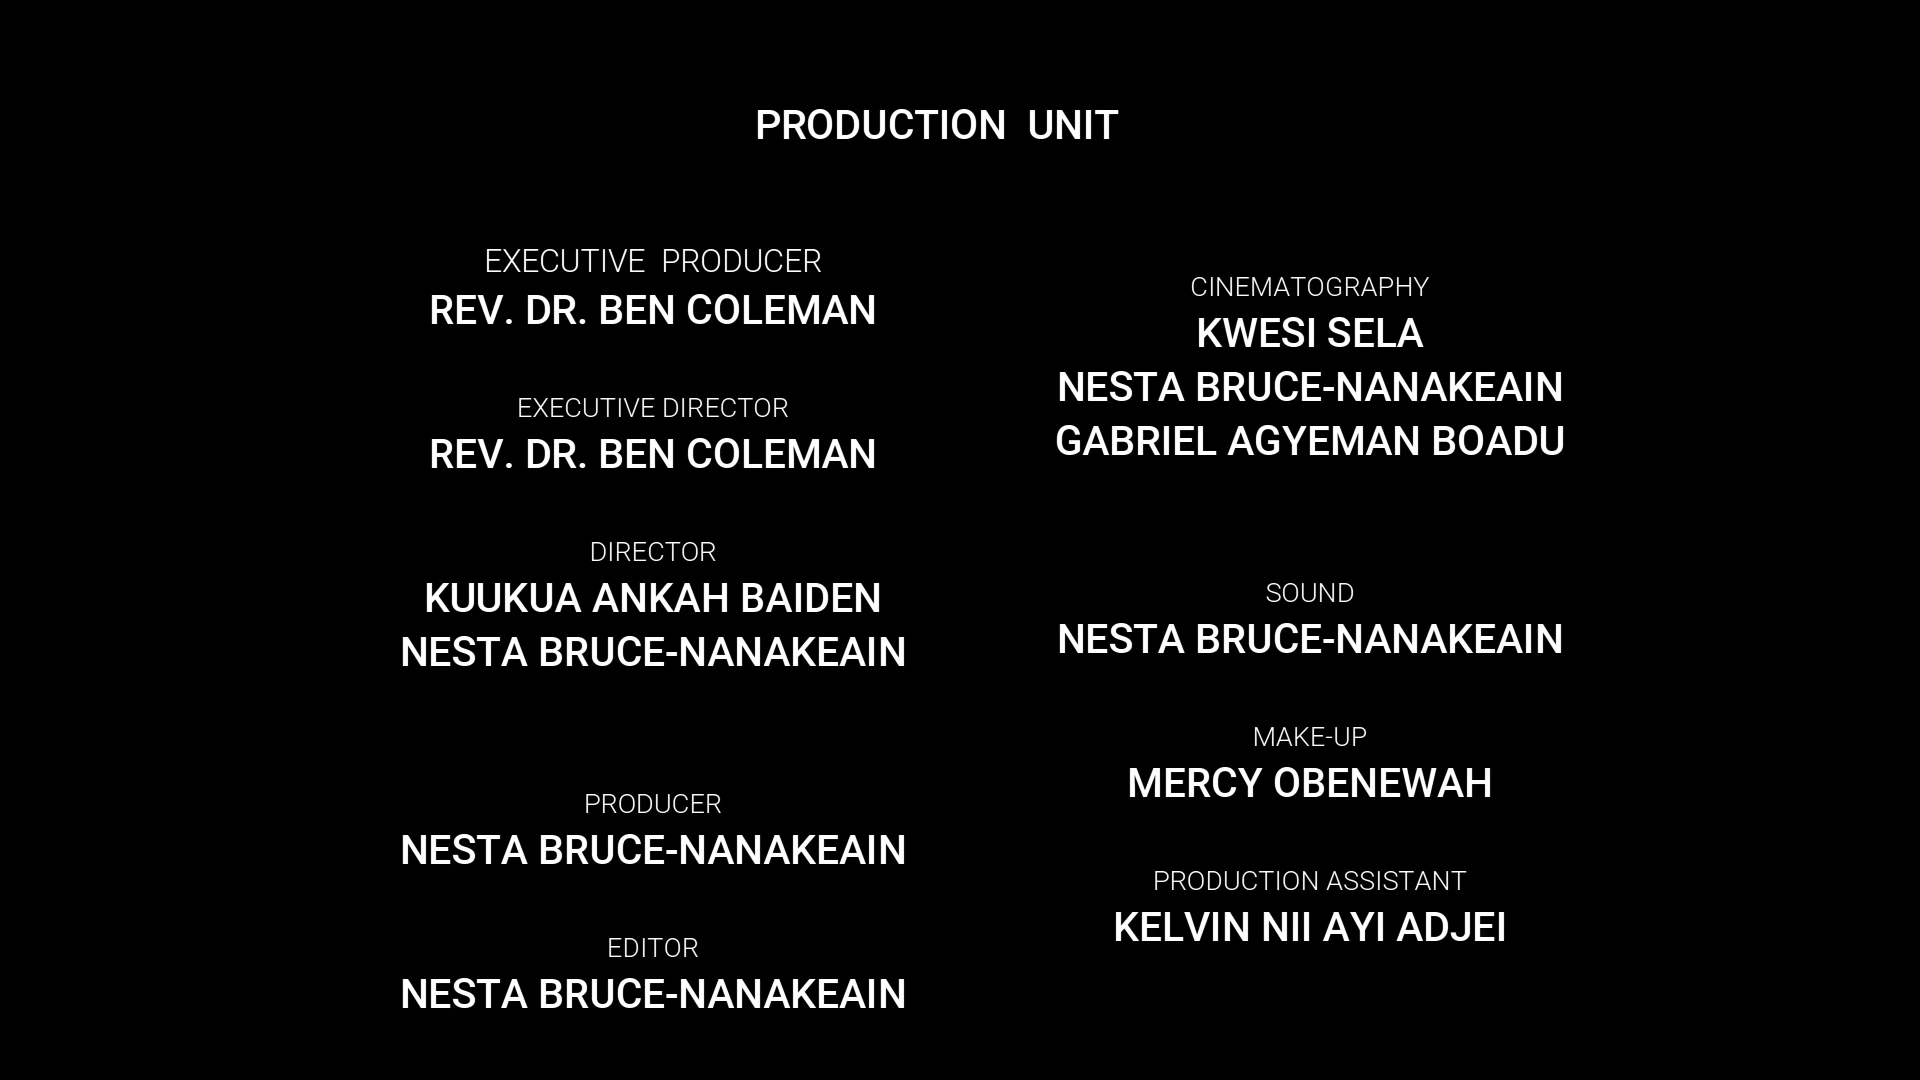 PRODUCTION UNIT
EXECUTIVE PRODUCER
REV. DR. BEN COLEMAN
EXECUTIVE DIRECTOR
REV. DR. BEN COLEMAN
DIRECTOR
KUUKUA ANKAH BAIDEN
NESTA BRUCE-NANAKEAIN
PRODUCER
NESTA BRUCE-NANAKEAIN
EDITOR
NESTA BRUCE-NANAKEAIN
CINEMATOGRAPHY
KWESI SELA
NESTA BRUCE-NANAKEAIN
GABRIEL AGYEMAN BOADU
SOUND
NESTA BRUCE-NANAKEAIN
MAKE-UP
MERCY OBENEWAH
PRODUCTION ASSISTANT
KELVIN NII AYI ADJEI